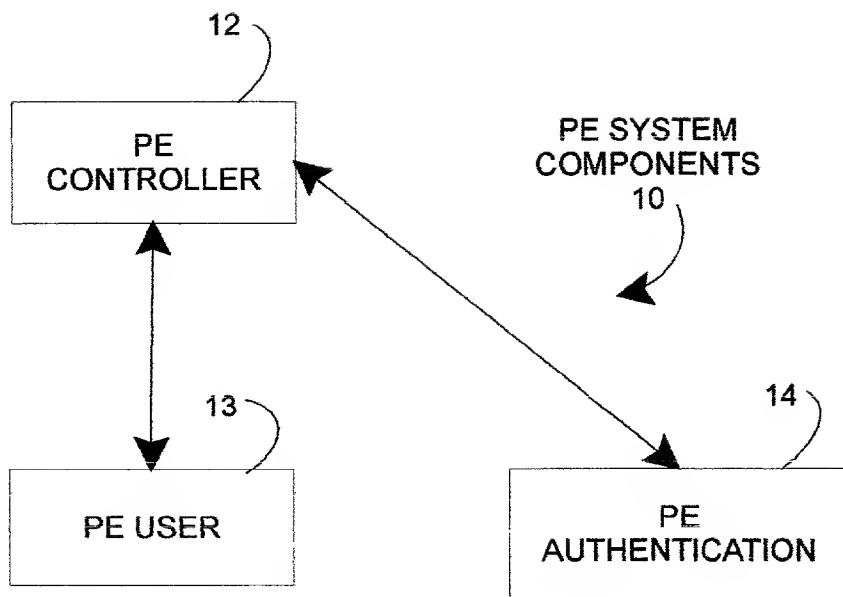 12
PE
CONTROLLER
PE SYSTEM
COMPONENTS
10
13
PE USER
14
PE
AUTHENTICATION